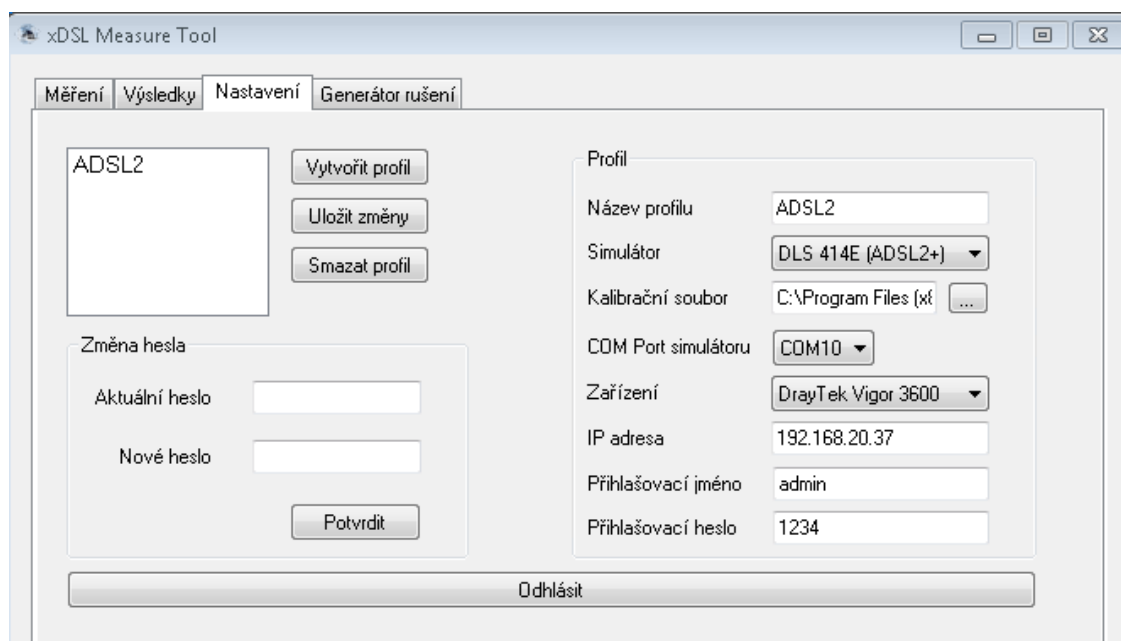 xDSL Measure Tool
Měření Výsledky Nastavení Generátor rušení
ADSL2
Vytvořit profil
Uložit změny
Smazat profil
Změna hesla
Aktuální heslo
Nové heslo
Potvrdit
Profil
Název profilu ADSL2
Simulátor DLS 414E (ADSL2+)
Kalibrační soubor C:\Program Files (x ...
COM Port simulátoru COM10
Zařízení DrayTek Vigor 3600
IP adresa 192.168.20.37
Přihlašovací jméno admin
Přihlašovací heslo 1234
Odhlásit